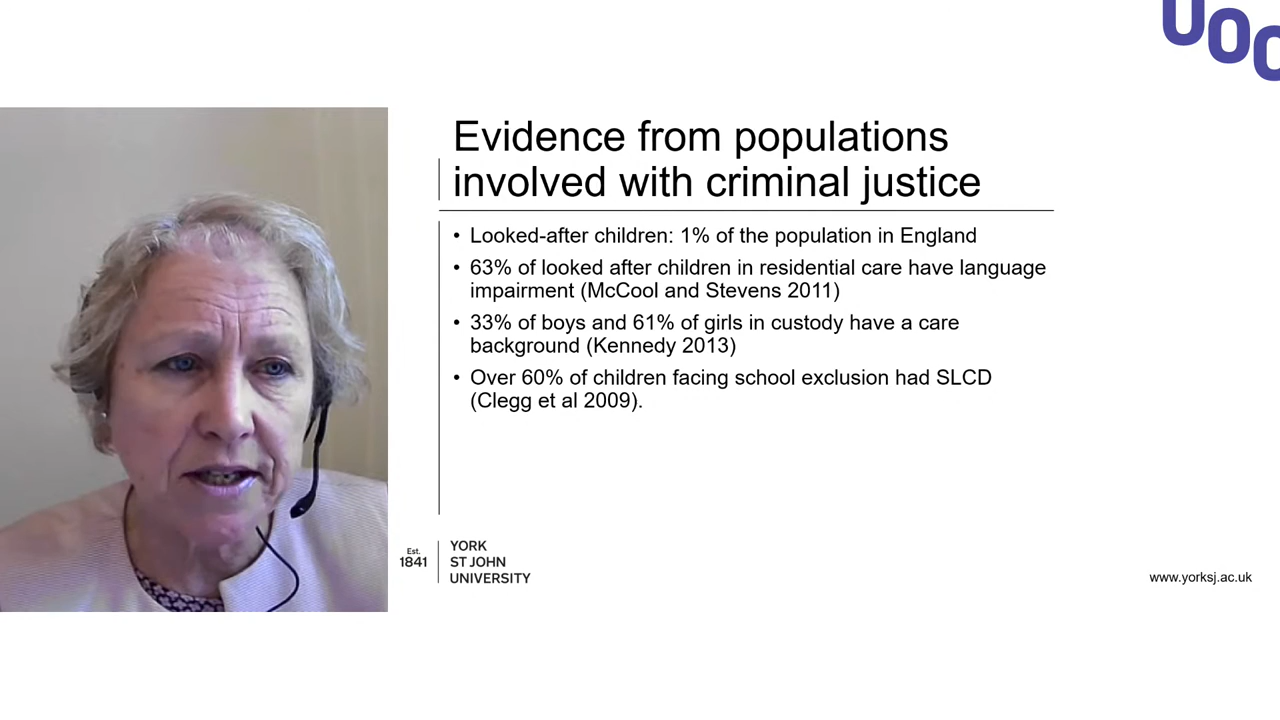 UOC
Evidence from populations
involved with criminal justice
• Looked-after children: 1% of the population in England
• 63% of looked after children in residential care have language
impairment (McCool and Stevens 2011)
• 33% of boys and 61% of girls in custody have a care
background (Kennedy 2013)
• Over 60% of children facing school exclusion had SLCD
(Clegg et al 2009).
Est.
1841
YORK
ST JOHN
UNIVERSITY
www.yorksj.ac.uk